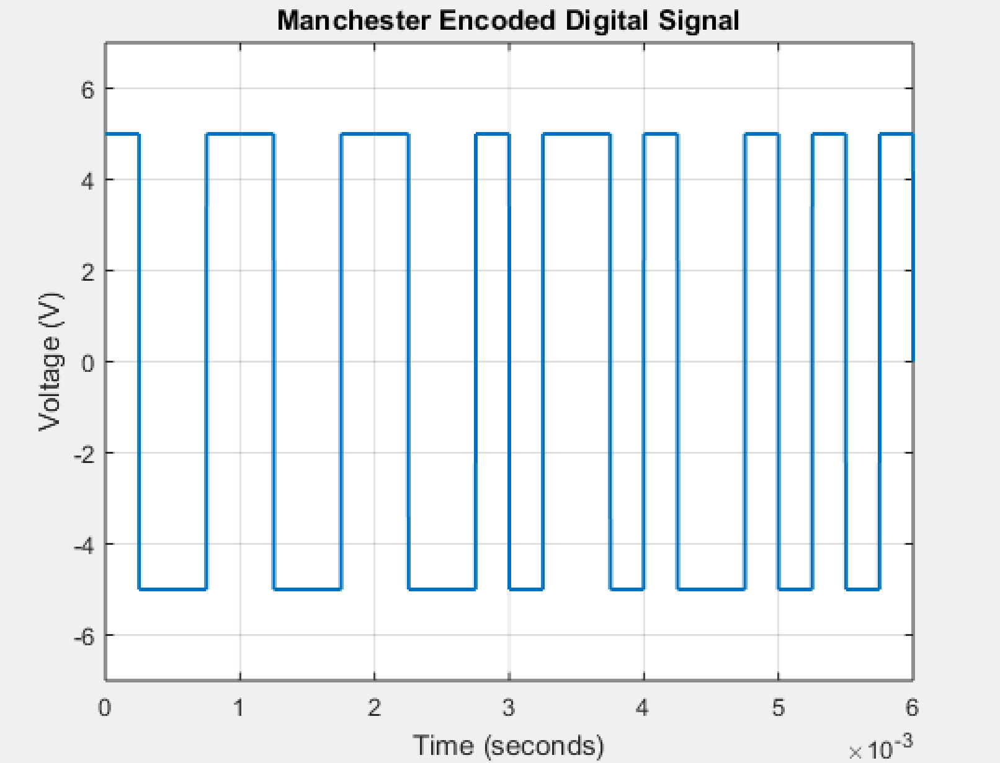 Manchester Encoded Digital Signal
6
4
2
0
-2
-4
-6
Voltage (V)
0 1 2 3 4 5 6
Time (seconds)
×10-3